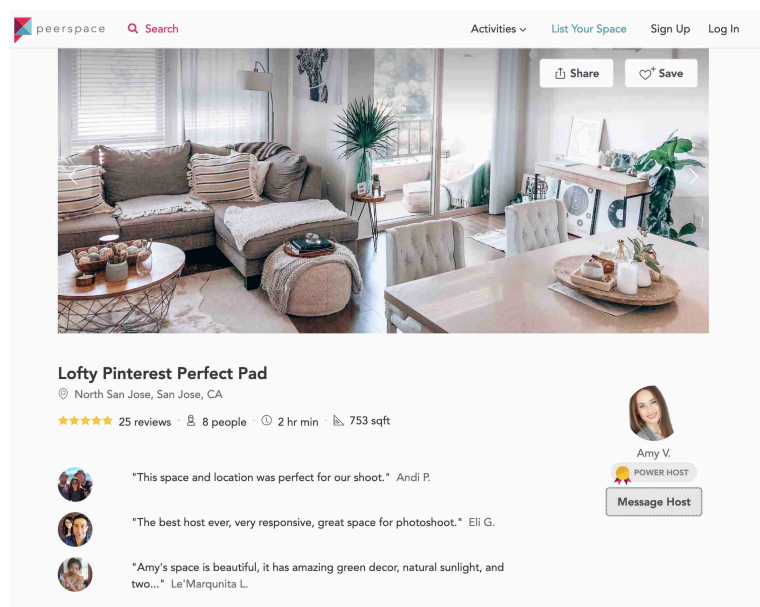 peerspace Search Activities List Your Space Sign Up Log In
Share Save
Lofty Pinterest Perfect Pad
North San Jose, San Jose, CA
25 reviews · 8 people · 2 hr min · 753 sqft
Amy V.
POWER HOST
Message Host
"This space and location was perfect for our shoot." Andi P.
"The best host ever, very responsive, great space for photoshoot." Eli G.
"Amy's space is beautiful, it has amazing green decor, natural sunlight, and
two..." Le'Marqunita L.